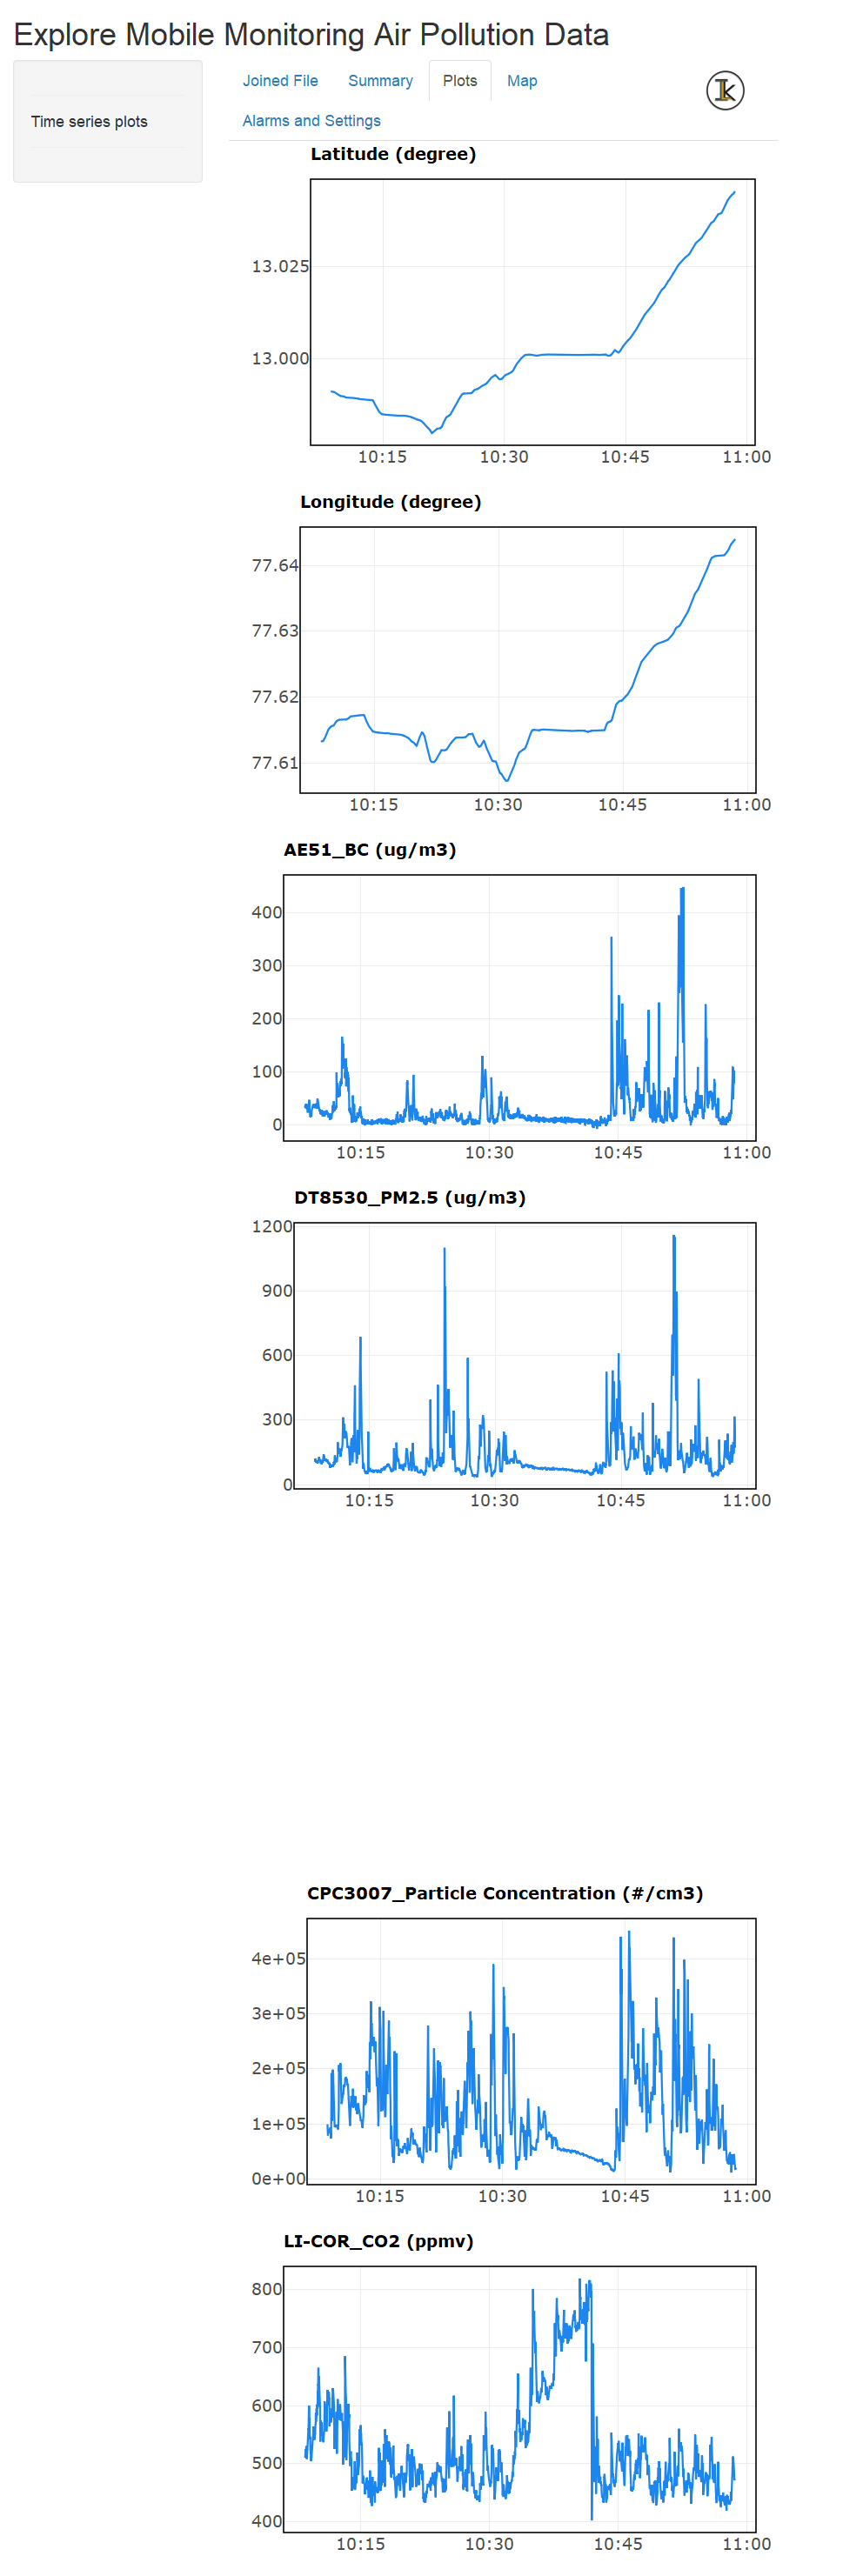 Explore Mobile Monitoring Air Pollution Data
Time series plots
Joined File Summary Plots Map
Alarms and Settings
Ik
Latitude (degree)
13.025
13.000
10:15 10:30 10:45 11:00
Longitude (degree)
77.64
77.63
77.62
77.61
10:15 10:30 10:45 11:00
AE51_BC (ug/m3)
400
300
200
100
0
10:15 10:30 10:45 11:00
DT8530_PM2.5 (ug/m3)
1200
900
600
300
0
10:15 10:30 10:45 11:00
CPC3007_Particle Concentration (#/cm3)
4e+05
3e+05
2e+05
1e+05
0e+00
10:15 10:30 10:45 11:00
LI-COR_CO2 (ppmv)
800
700
600
500
400
10:15 10:30 10:45 11:00